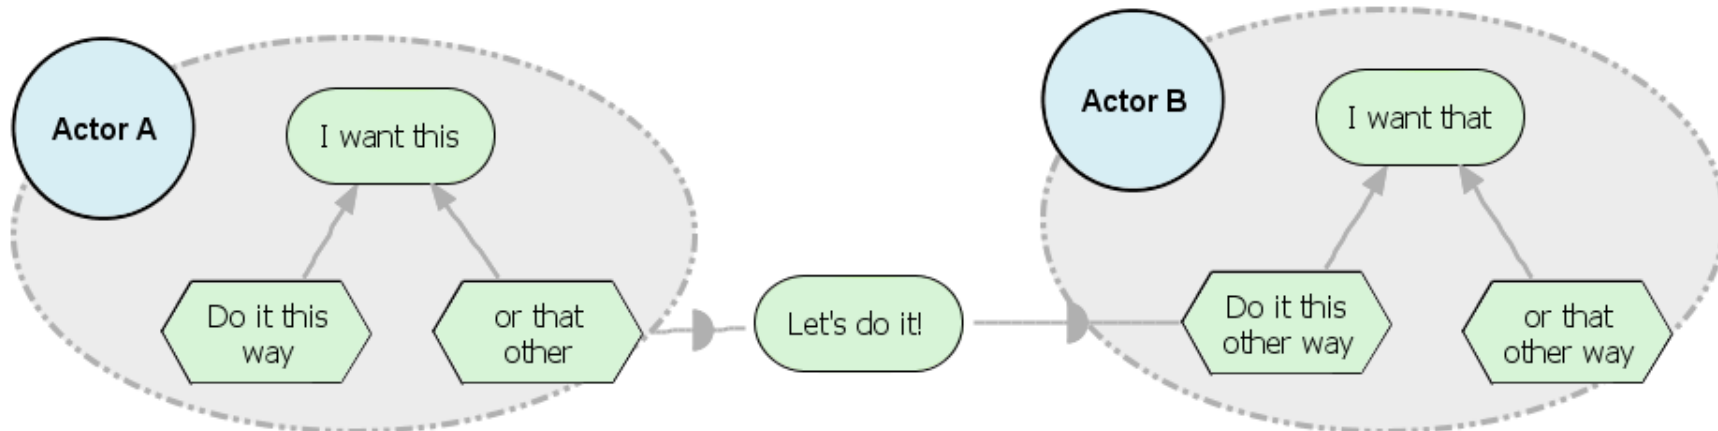 Actor A
I want this
Do it this
way
or that
other
Let's do it!
Actor B
I want that
Do it this
other way
or that
other way